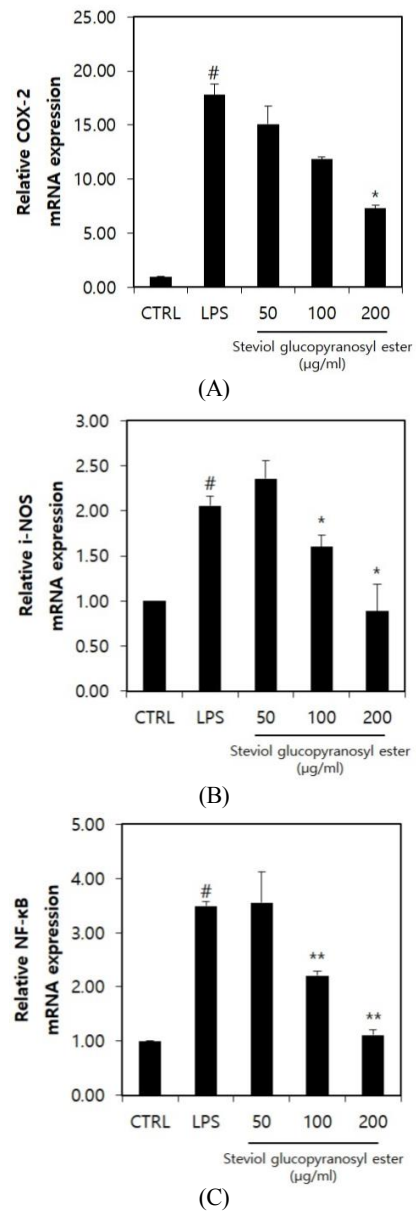 Relative COX-2
mRNA expression
25.00
20.00
15.00
10.00
5.00
0.00
#
*
CTRL LPS 50 100 200
Steviol glucopyranosyl ester
(μg/ml)
(A)
Relative i-NOS
mRNA expression
3.00
2.50
2.00
1.50
1.00
0.50
0.00
#
*
*
CTRL LPS 50 100 200
Steviol glucopyranosyl ester
(μg/ml)
(B)
Relative NF-κB
mRNA expression
5.00
4.00
3.00
2.00
1.00
0.00
#
**
**
CTRL LPS 50 100 200
Steviol glucopyranosyl ester
(μg/ml)
(C)